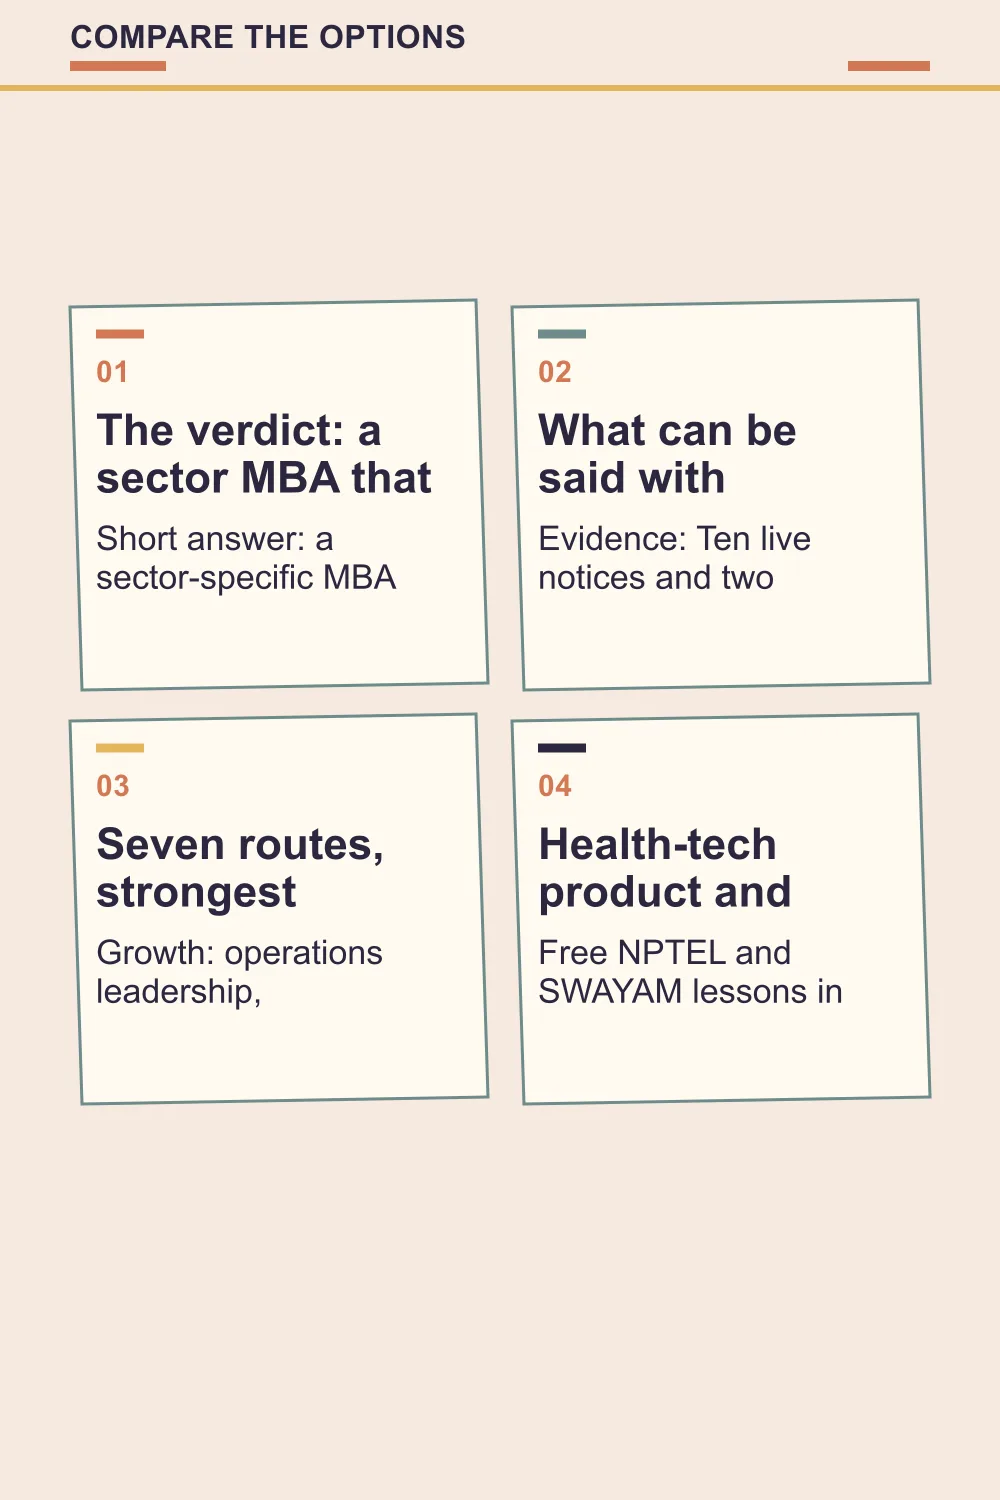 COMPARE THE OPTIONS
01
The verdict: a
sector MBA that
Short answer: a
sector-specific MBA
02
What can be
said with
Evidence: Ten live
notices and two
03
Seven routes,
strongest
Growth: operations
leadership,
04
Health-tech
product and
Free NPTEL and
SWAYAM lessons in